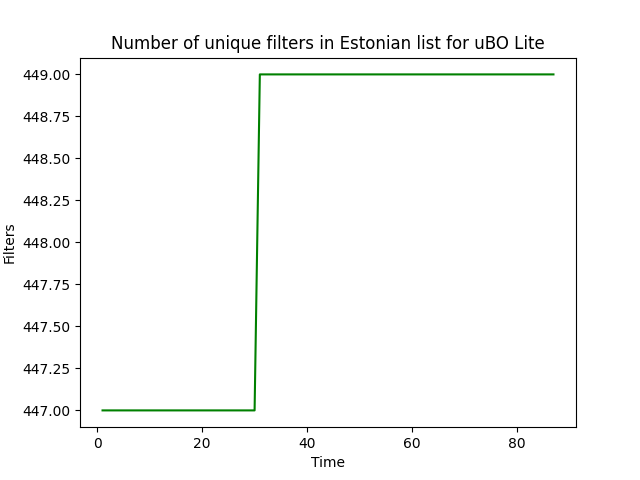 Number of unique filters in Estonian list for uBO Lite
449.00
448.75
448.50
448.25
448.00
447.75
447.50
447.25
447.00
Filters
0 20 40 60 80
Time